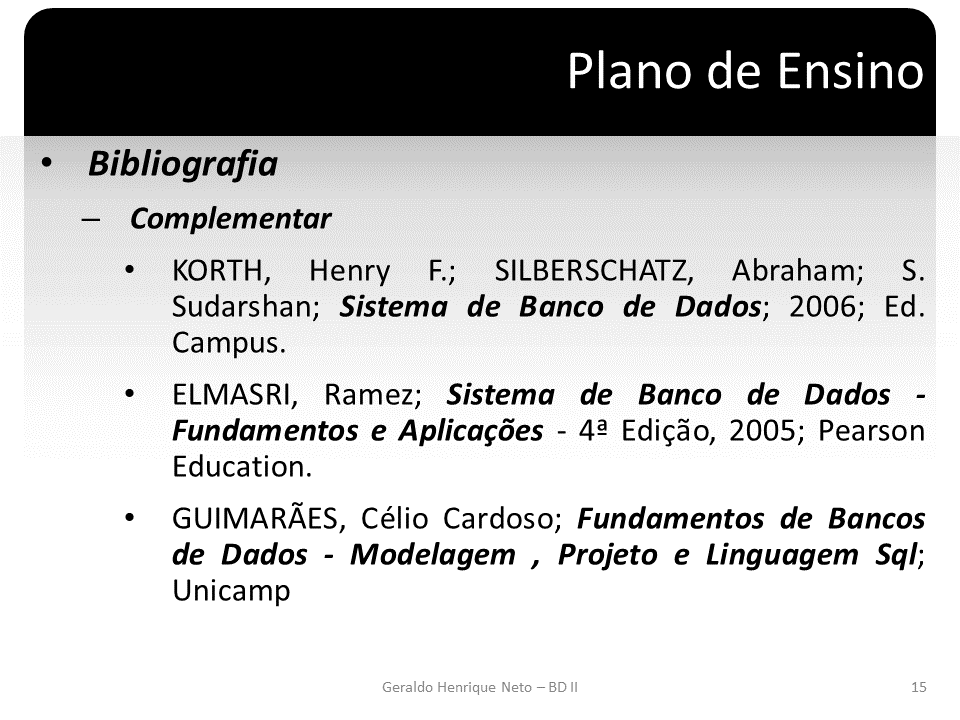 Plano de Ensino
• Bibliografia
– Complementar
• KORTH, Henry F.; SILBERSCHATZ, Abraham; S.
Sudarshan; Sistema de Banco de Dados; 2006; Ed.
Campus.
• ELMASRI, Ramez; Sistema de Banco de Dados -
Fundamentos e Aplicações - 4ª Edição, 2005; Pearson
Education.
• GUIMARÃES, Célio Cardoso; Fundamentos de Bancos
de Dados - Modelagem , Projeto e Linguagem Sql;
Unicamp
Geraldo Henrique Neto – BD II
15